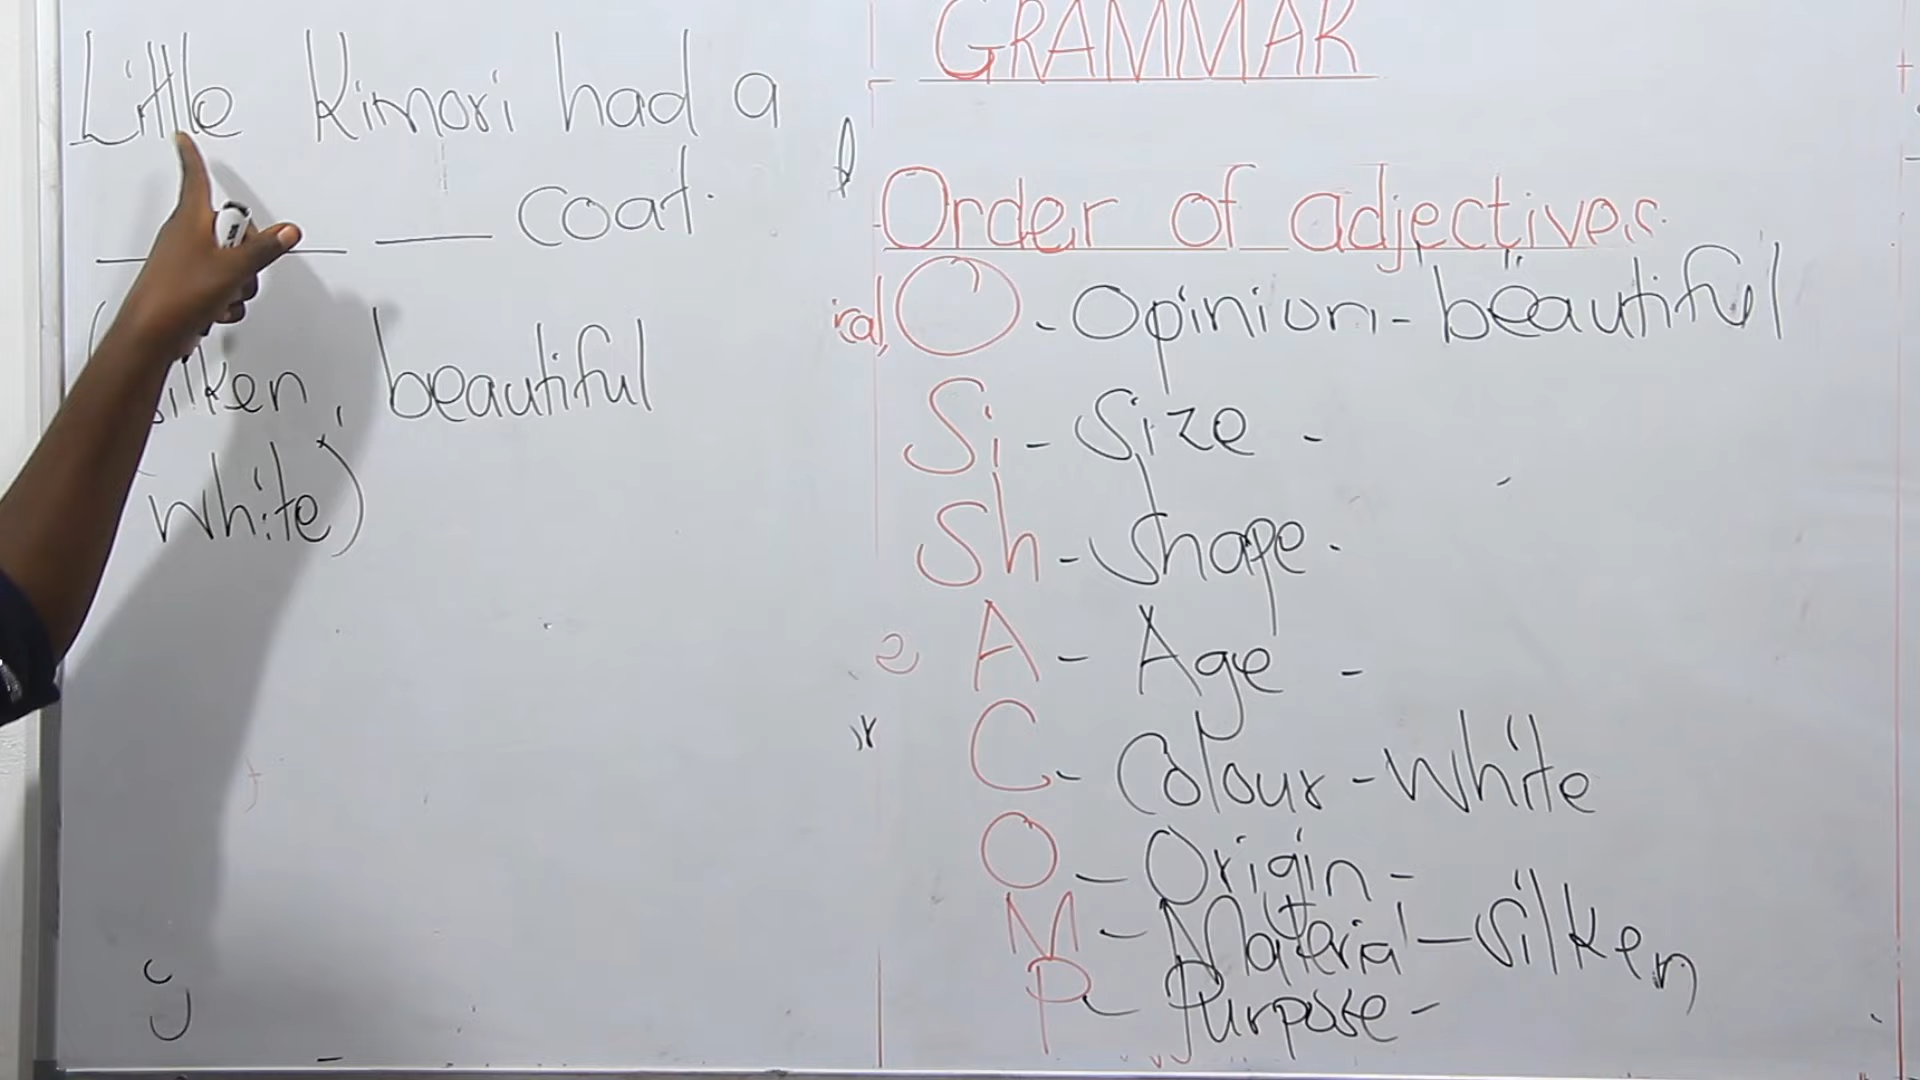 Little Kimori had a
___ ___ ___ coat.
silken, beautiful
white)
GRAMMAR
Order of adjectives
O - Opinion - beautiful
Si - Size -
Sh - Shape -
A - Age -
C - Colour - white
O - Origin -
M - Material - silken
P - Purpose -